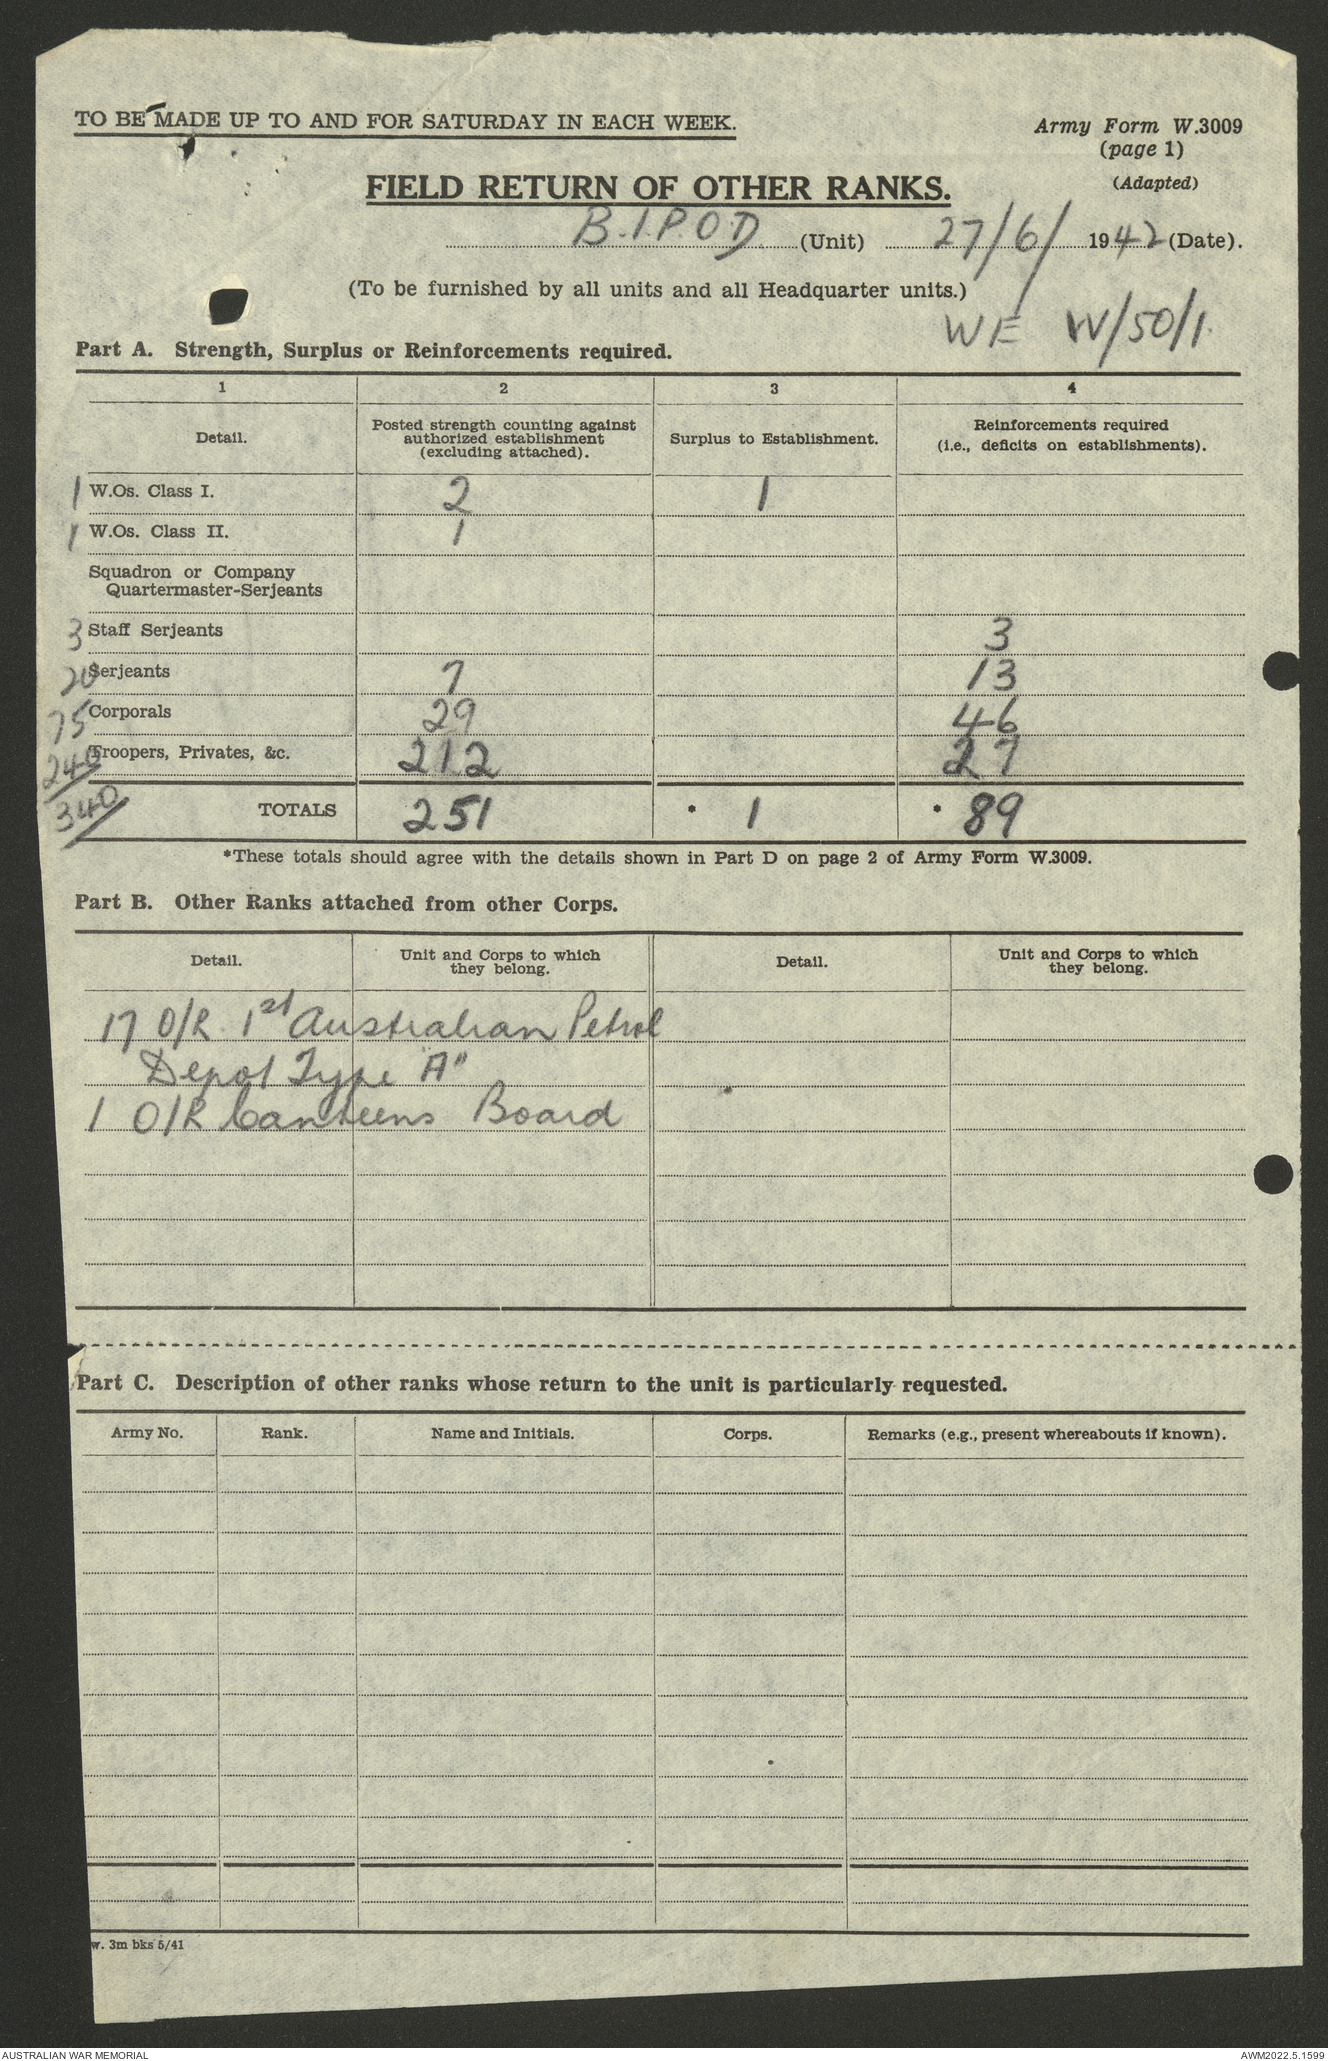 TO BE MADE UP TO AND FOR SATURDAY IN EACH WEEK.
Army Form W.3009
(page 1)
(Adapted)
FIELD RETURN OF OTHER RANKS.
B.I.P.O.D. (Unit) 27/6/ 1942 (Date).
(To be furnished by all units and all Headquarter units.)
WE W/50/1.
Part A. Strength, Surplus or Reinforcements required.
1 2 3 4
Detail. Posted strength counting against authorized establishment (excluding attached). Surplus to Establishment. Reinforcements required (i.e., deficits on establishments).
1 W.Os. Class I. 2 1
1 W.Os. Class II. 1
Squadron or Company
Quartermaster-Serjeants
3 Staff Serjeants 3
20 Serjeants 7 13
75 Corporals 29 46
240 Troopers, Privates, &c. 212 27
340 TOTALS 251 * 1 * 89
*These totals should agree with the details shown in Part D on page 2 of Army Form W.3009.
Part B. Other Ranks attached from other Corps.
Detail. Unit and Corps to which they belong. Detail. Unit and Corps to which they belong.
17 O/R 1st Australian Petrol
Depot Type "A"
1 O/R Canteens Board
Part C. Description of other ranks whose return to the unit is particularly requested.
Army No. Rank. Name and Initials. Corps. Remarks (e.g., present whereabouts if known).
w. 3m bks 5/41
AUSTRALIAN WAR MEMORIAL AWM2022.5.1599